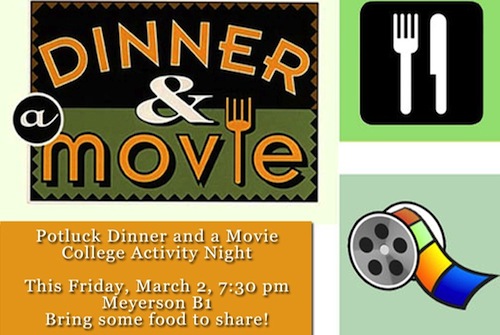 DINNER
&
a movie
Potluck Dinner and a Movie
College Activity Night
This Friday, March 2, 7:30 pm
Meyerson B1
Bring some food to share!